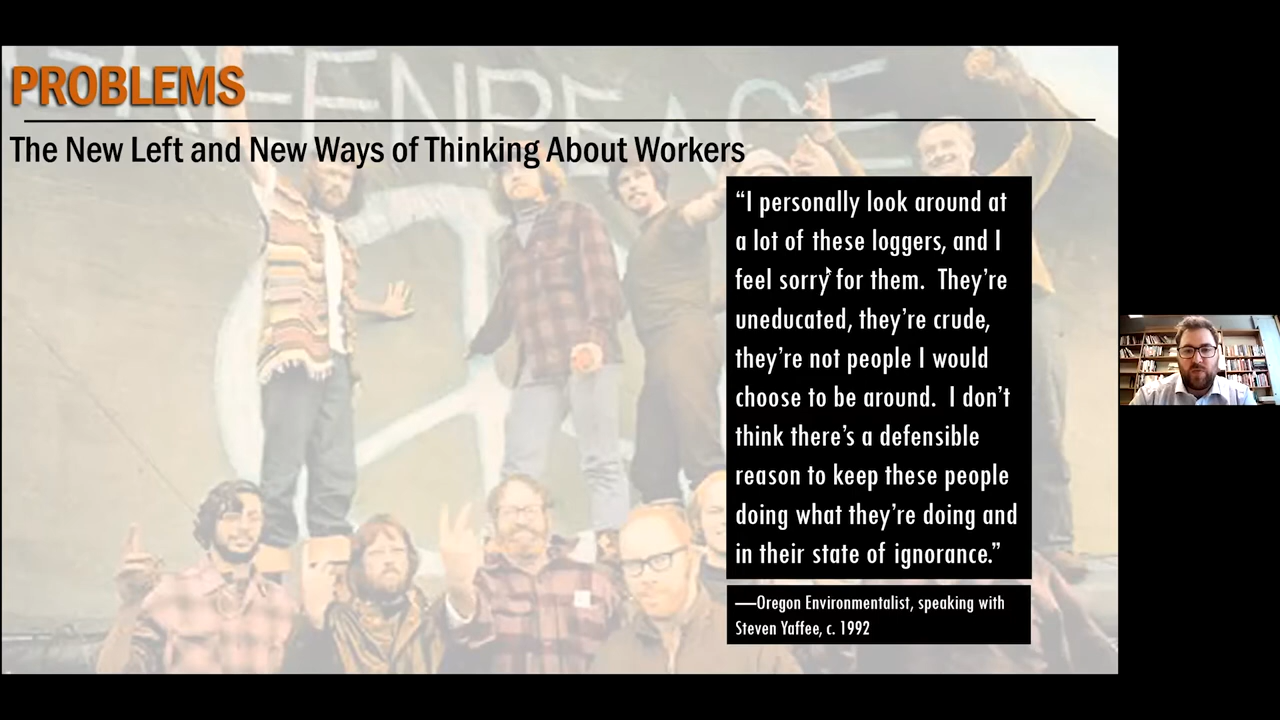 PROBLEMS
GREENPEACE
The New Left and New Ways of Thinking About Workers
“I personally look around at
a lot of these loggers, and I
feel sorry for them.  They’re
uneducated, they’re crude,
they’re not people I would
choose to be around.  I don’t
think there’s a defensible
reason to keep these people
doing what they’re doing and
in their state of ignorance.”
—Oregon Environmentalist, speaking with
Steven Yaffee, c. 1992